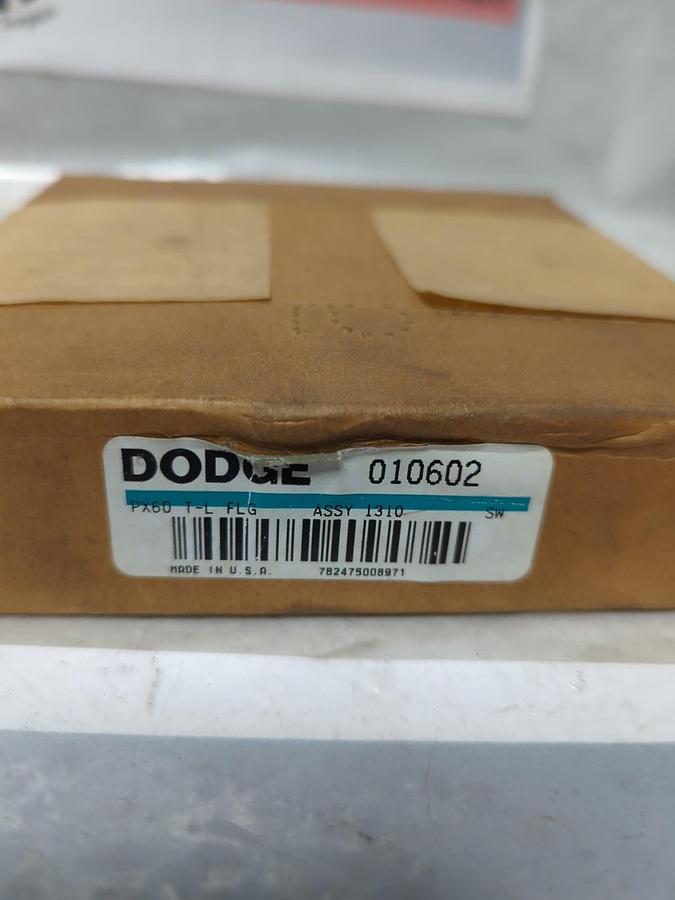 DODGE 010602
PX60 T-L FLG ASSY 1310 SW
MADE IN U.S.A. 782475008971